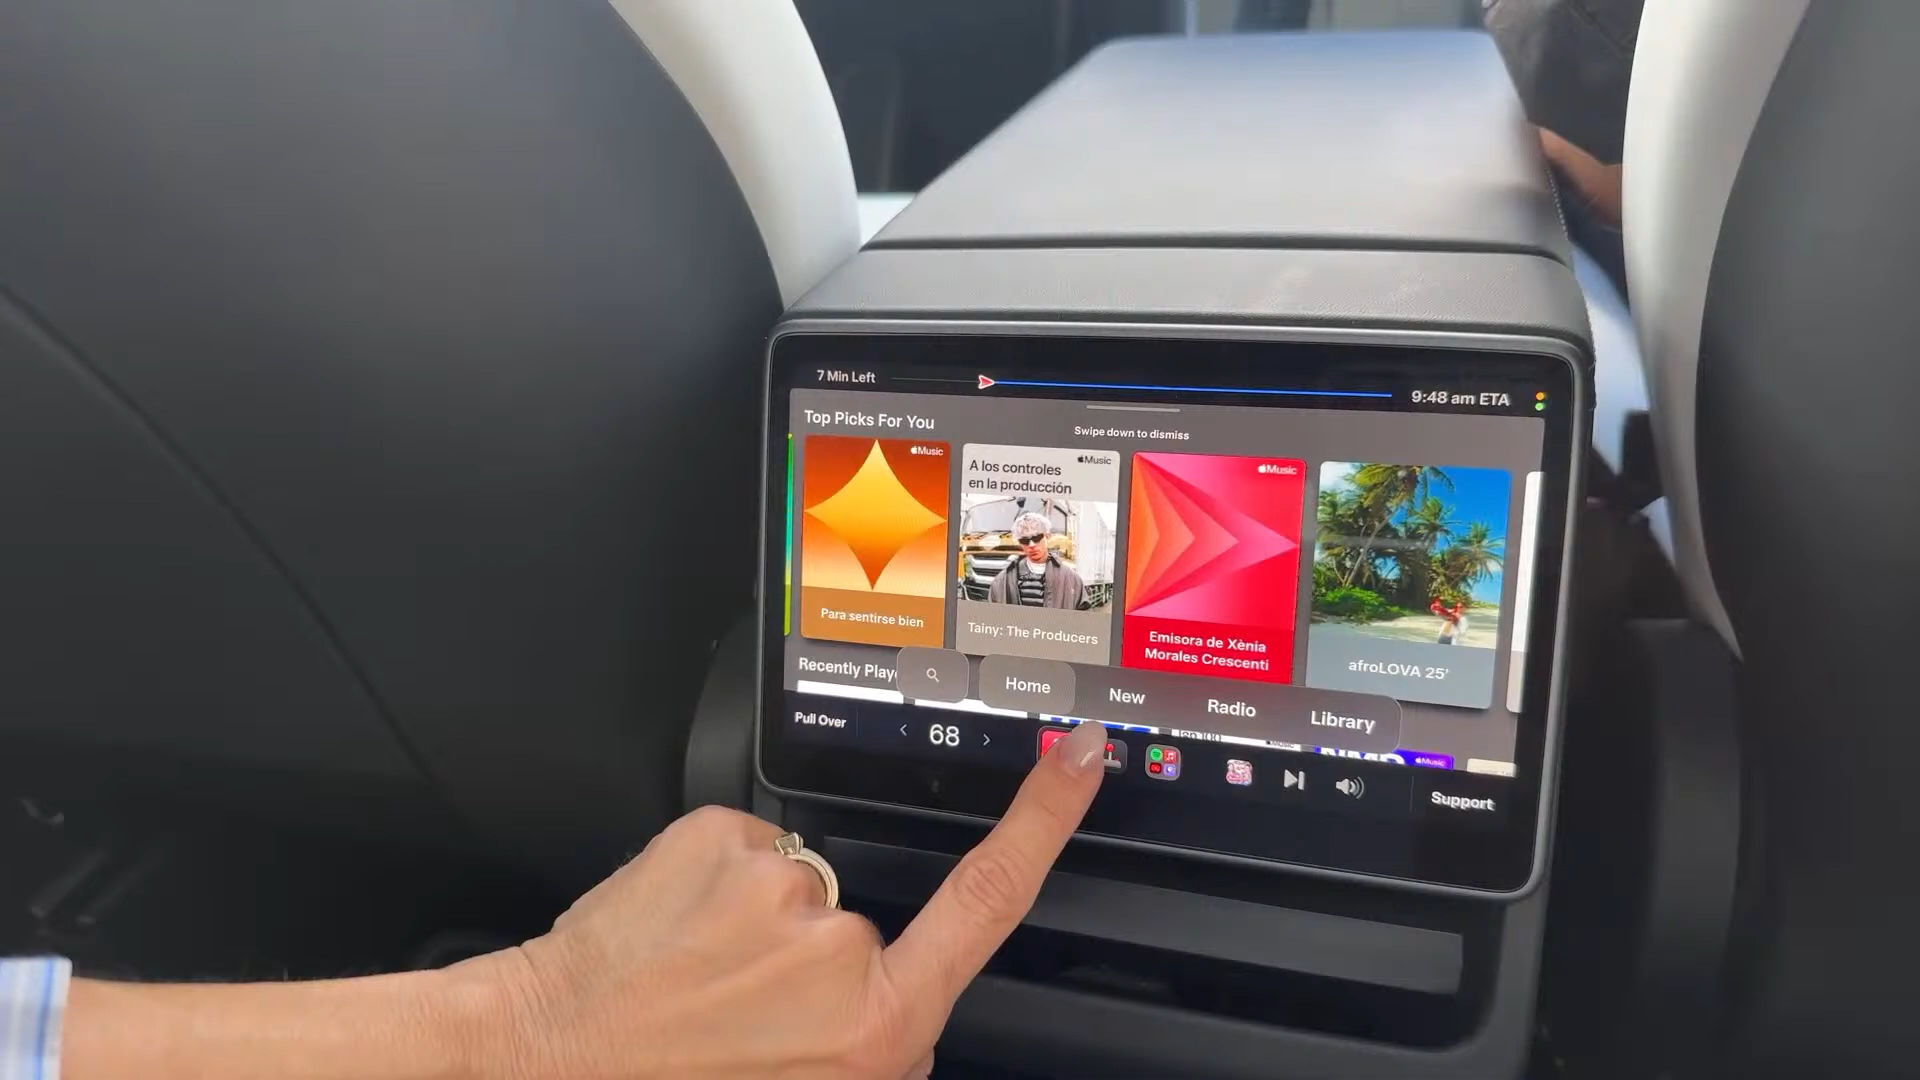 7 Min Left
9:48 am ETA
Top Picks For You
Swipe down to dismiss
Music
Para sentirse bien
A los controles
en la producción
Music
Tainy: The Producers
Music
Emisora de Xènia
Morales Crescenti
afroLOVA 25'
Recently Playe
Home
New
Radio
Library
Music
Pull Over
68
Support